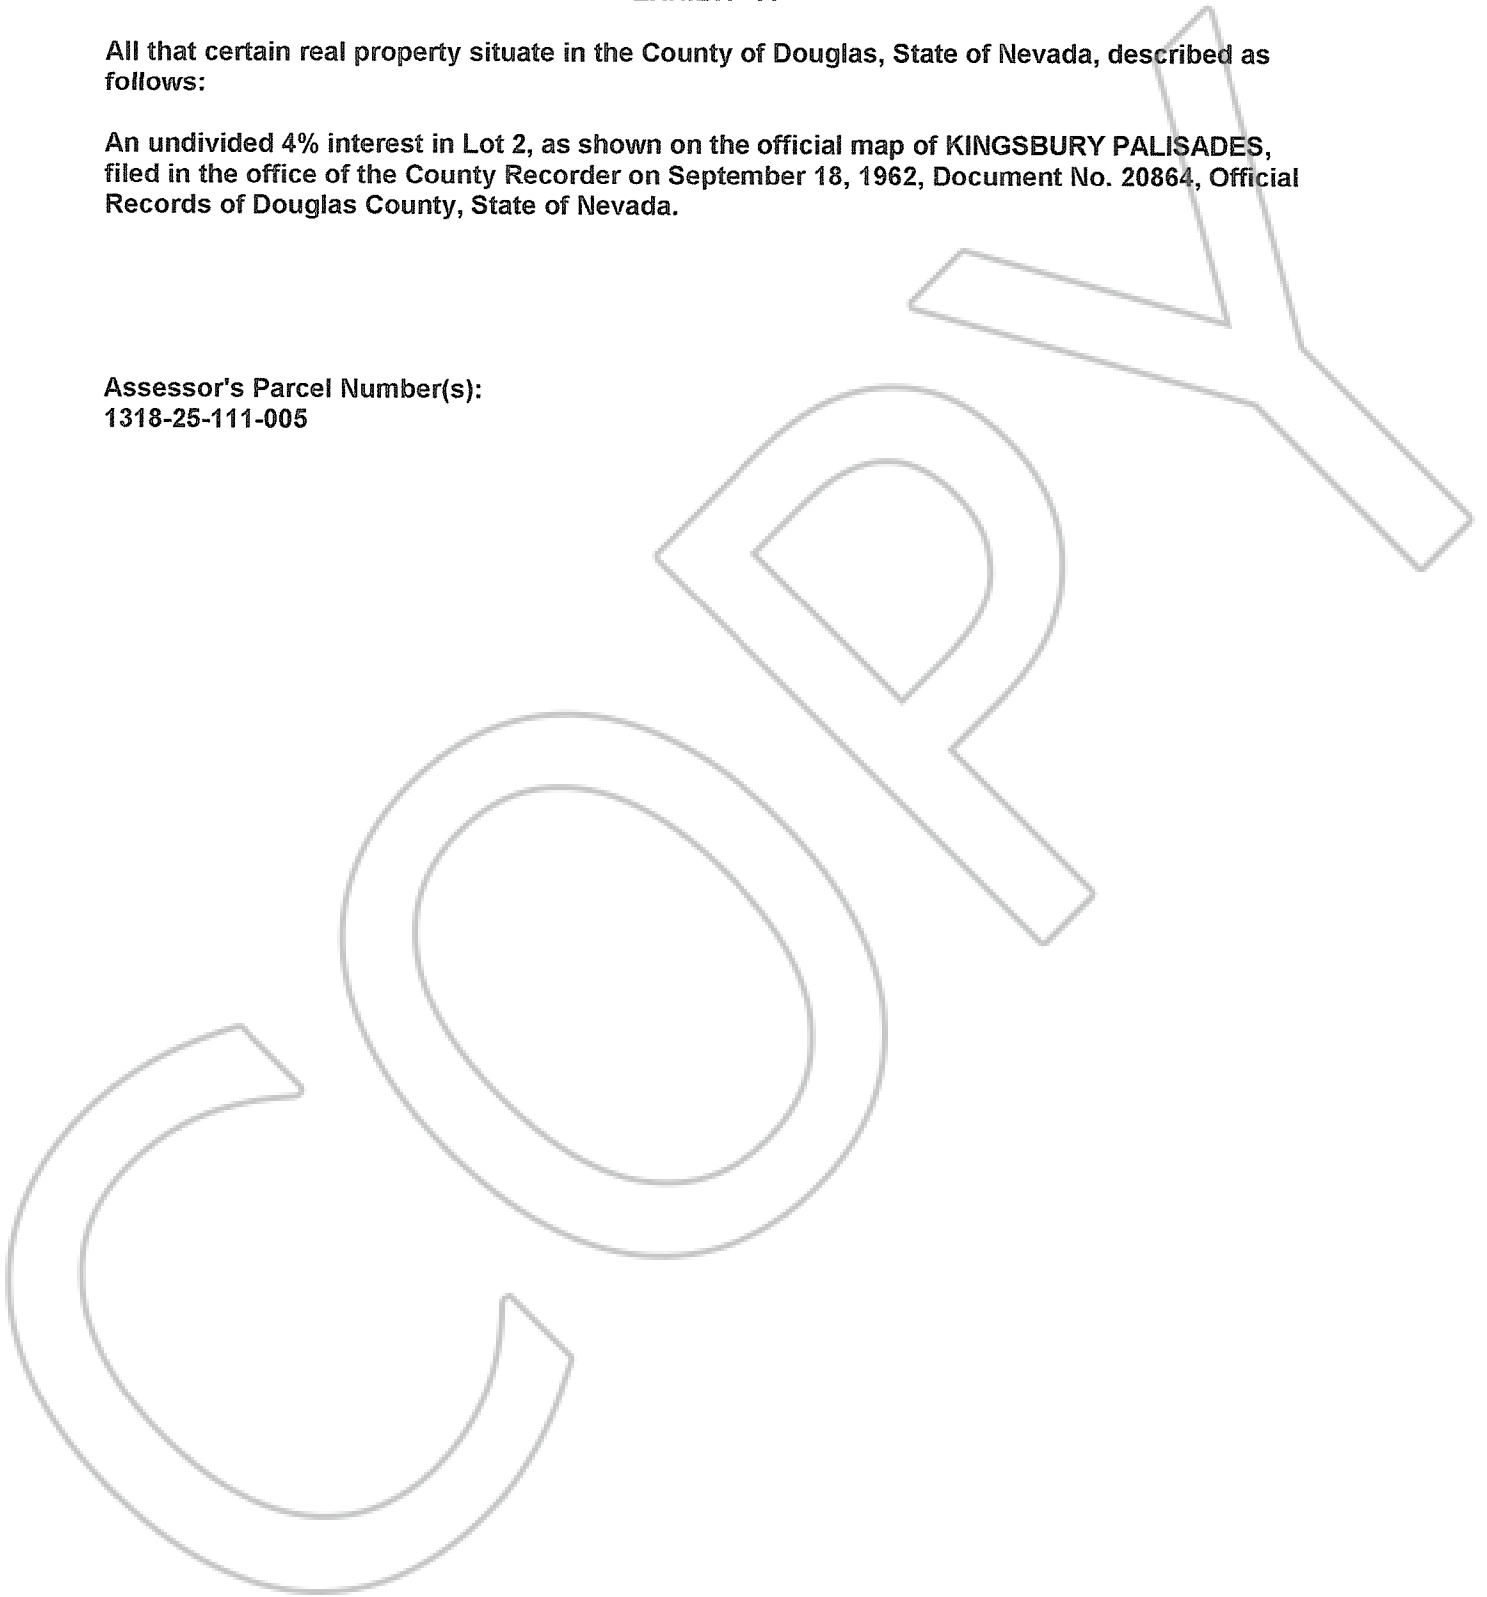 All that certain real property situate in the County of Douglas, State of Nevada, described as
follows:
An undivided 4% interest in Lot 2, as shown on the official map of KINGSBURY PALISADES,
filed in the office of the County Recorder on September 18, 1962, Document No. 20864, Official
Records of Douglas County, State of Nevada.
Assessor's Parcel Number(s):
1318-25-111-005
COPY